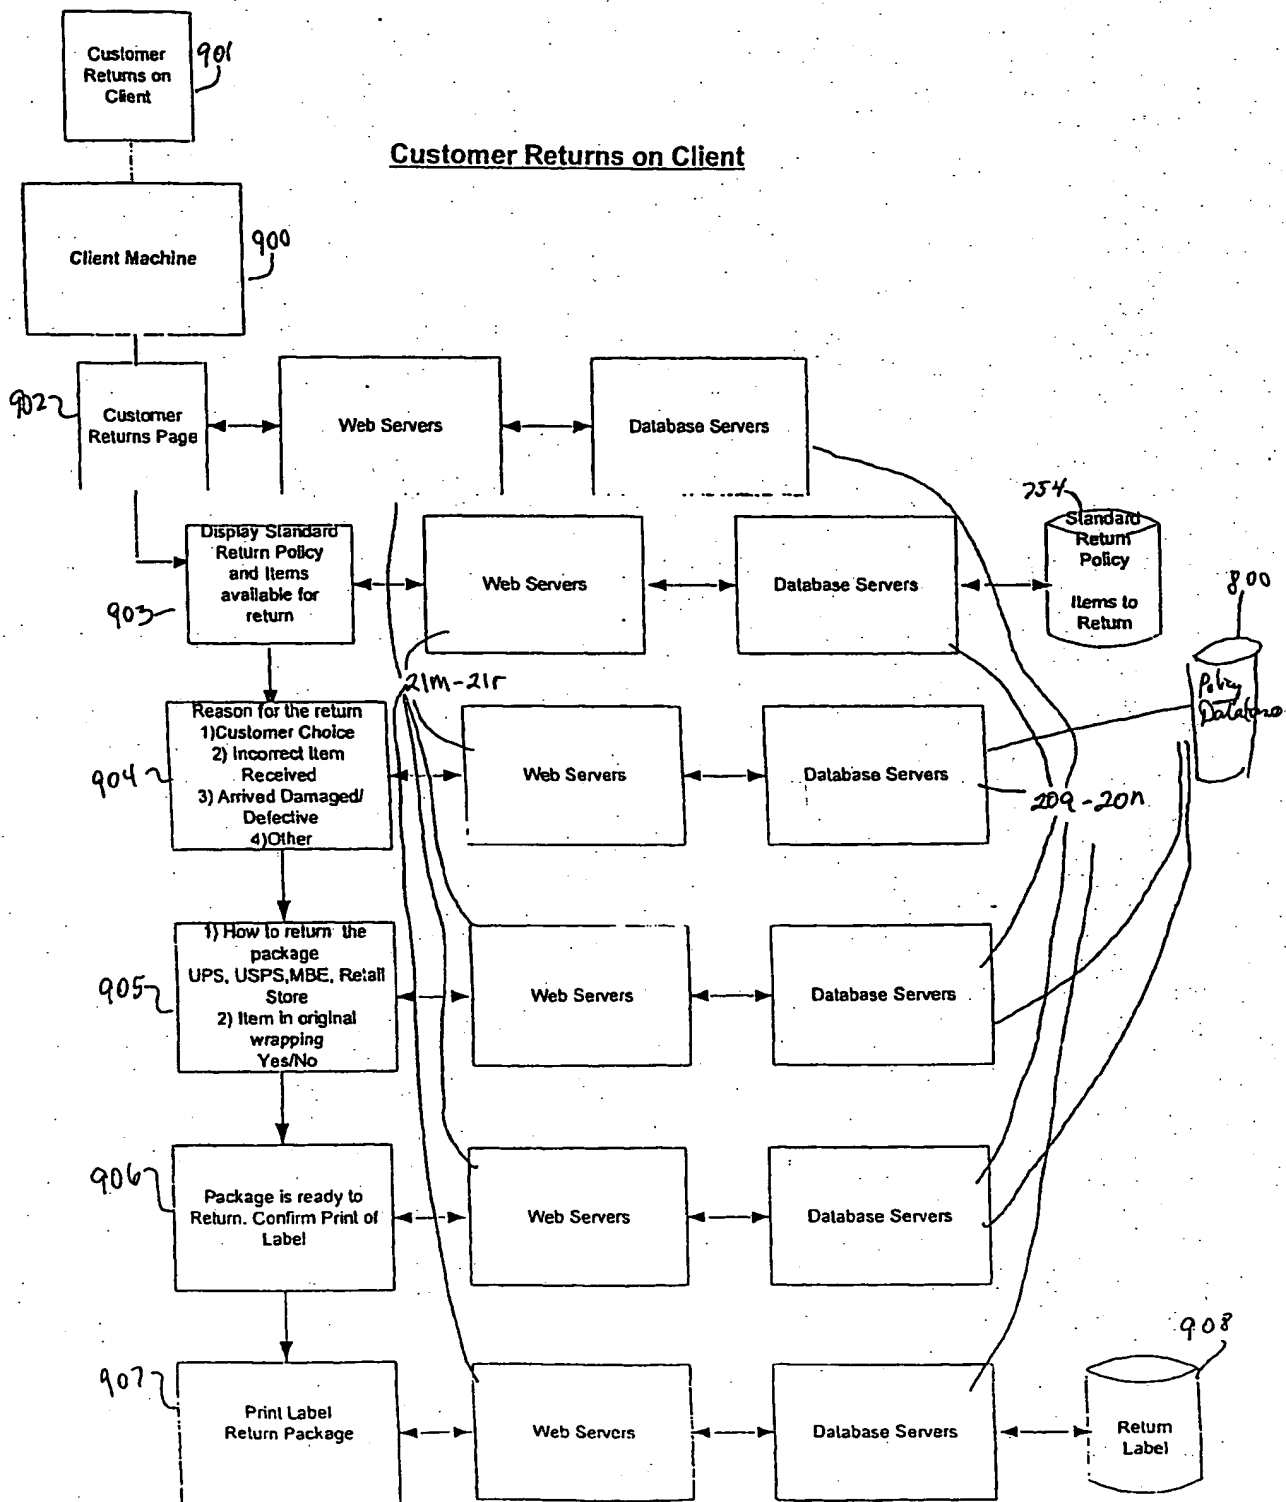 Customer
Returns on
Client
901
Customer Returns on Client
Client Machine
900
902
Customer
Returns Page
Web Servers
Database Servers
903
Display Standard
Return Policy
and Items
available for
return
Web Servers
Database Servers
254
Standard
Return
Policy
Items to
Return
800
Policy
Database
21m-21r
904
Reason for the return
1)Customer Choice
2) Incorrect Item
Received
3) Arrived Damaged/
Defective
4)Other
Web Servers
Database Servers
20q-20n
905
1) How to return the
package
UPS, USPS,MBE, Retail
Store
2) Item in original
wrapping
Yes/No
Web Servers
Database Servers
906
Package is ready to
Return. Confirm Print of
Label
Web Servers
Database Servers
907
Print Label
Return Package
Web Servers
Database Servers
908
Return
Label